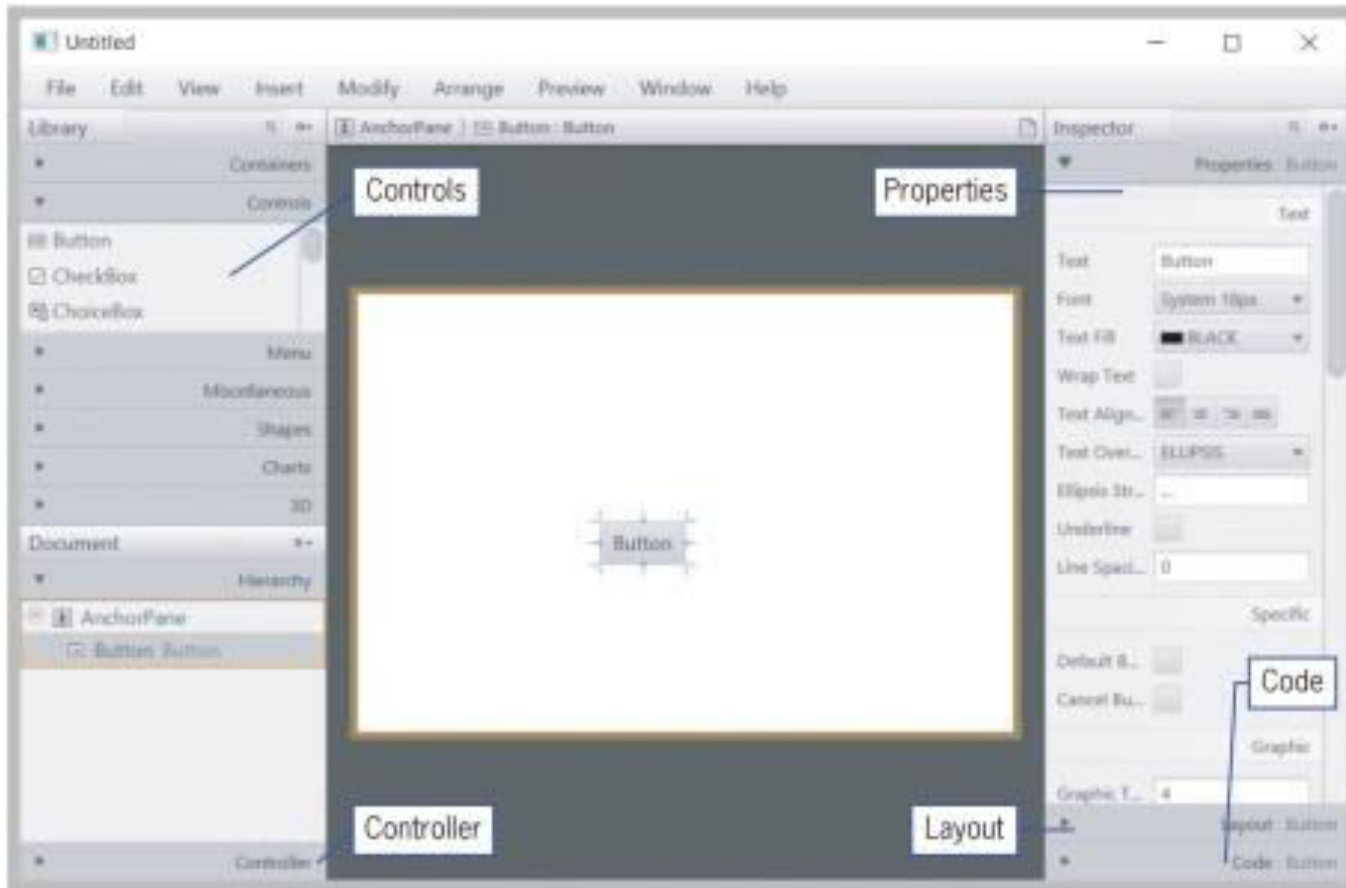 Untitled
File Edit View Insert Modify Arrange Preview Window Help
Library
Containers
Controls
Button
CheckBox
ChoiceBox
Menu
Miscellaneous
Shapes
Charts
3D
Document
Hierarchy
AnchorPane
Button Button
Controller
AnchorPane Button : Button
Controls
Properties
Button
Controller
Layout
Code
Inspector
Properties : Button
Text
Text Button
Font System 18px
Text Fill BLACK
Wrap Text
Text Align...
Text Over... ELLIPSIS
Ellipsis Str... ...
Underline
Line Spaci... 0
Specific
Default B...
Cancel Bu...
Graphic
Graphic T... 4
Layout : Button
Code : Button